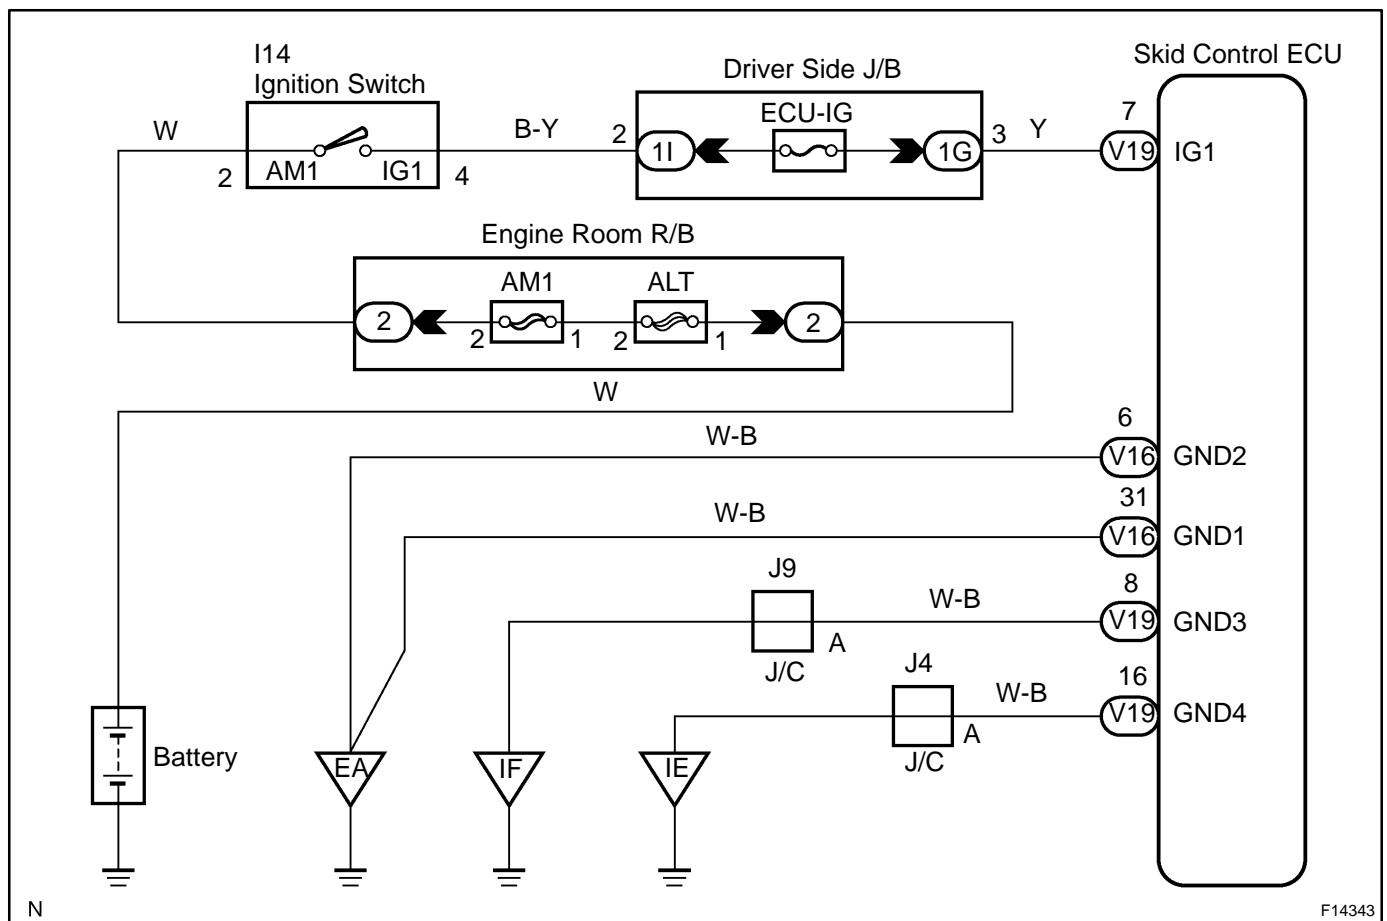 I14
Ignition Switch
Driver Side J/B
Skid Control ECU
W
B-Y
2
ECU-IG
3
Y
7
1I
1G
V19
IG1
2
AM1
IG1
4
Engine Room R/B
AM1
ALT
2
2
1
2
1
2
W
6
W-B
V16
GND2
31
W-B
V16
GND1
J9
8
W-B
V19
GND3
A
J/C
J4
16
W-B
V19
GND4
A
J/C
Battery
EA
IF
IE
N
F14343